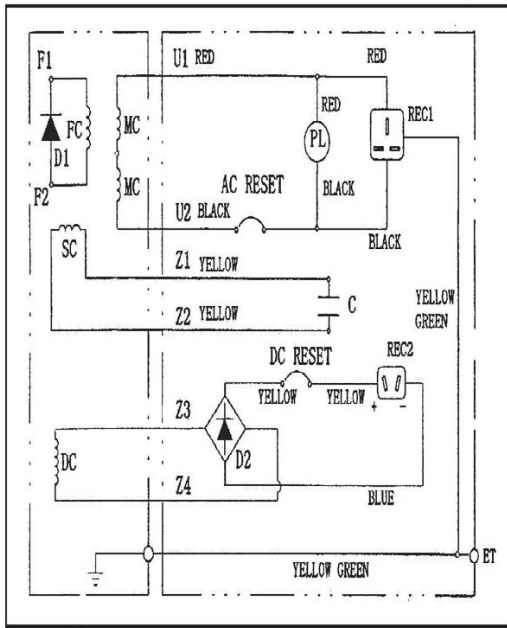 F1
U1 RED
RED
RED
REC1
FC
D1
MC
PL
MC
AC RESET
BLACK
F2
U2 BLACK
BLACK
SC
Z1 YELLOW
Z2 YELLOW
C
YELLOW
GREEN
DC RESET
REC2
YELLOW
YELLOW
+
-
Z3
D2
DC
Z4
BLUE
YELLOW GREEN
ET